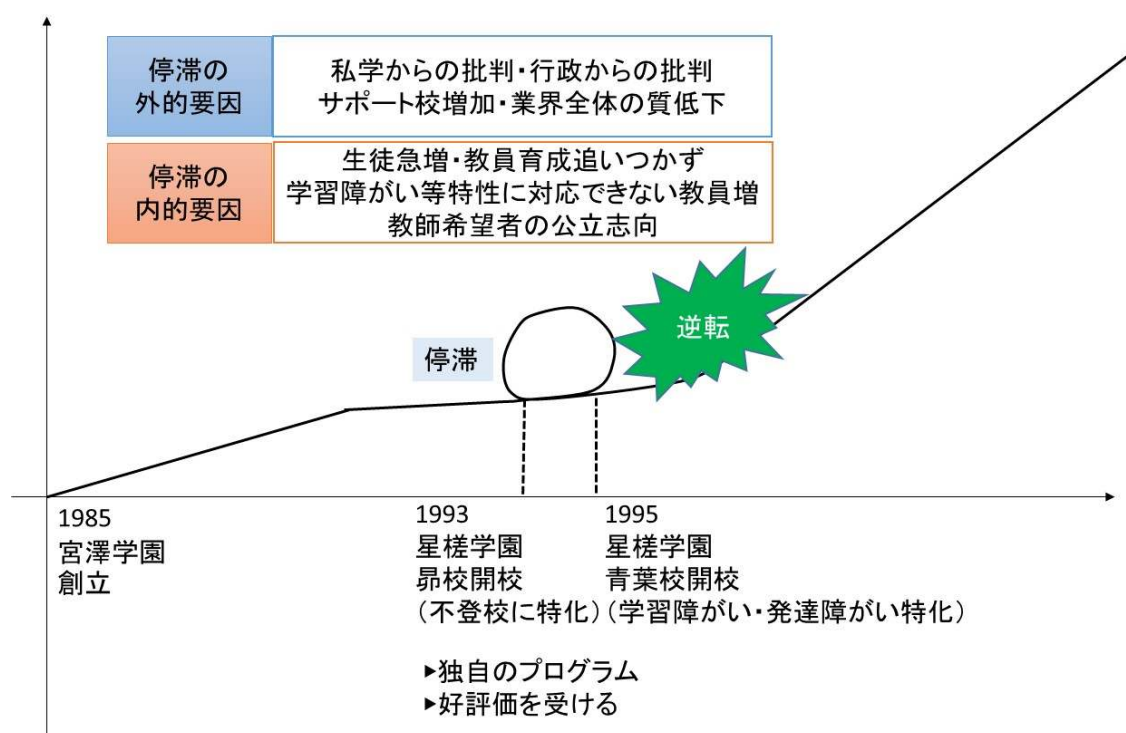 停滞の
外的要因
私学からの批判・行政からの批判
サポート校増加・業界全体の質低下
停滞の
内的要因
生徒急増・教員育成追いつかず
学習障がい等特性に対応できない教員増
教師希望者の公立志向
逆転
停滞
1985
宮澤学園
創立
1993
星槎学園
昴校開校
(不登校に特化)
1995
星槎学園
青葉校開校
(学習障がい・発達障がい特化)
▶独自のプログラム
▶好評価を受ける